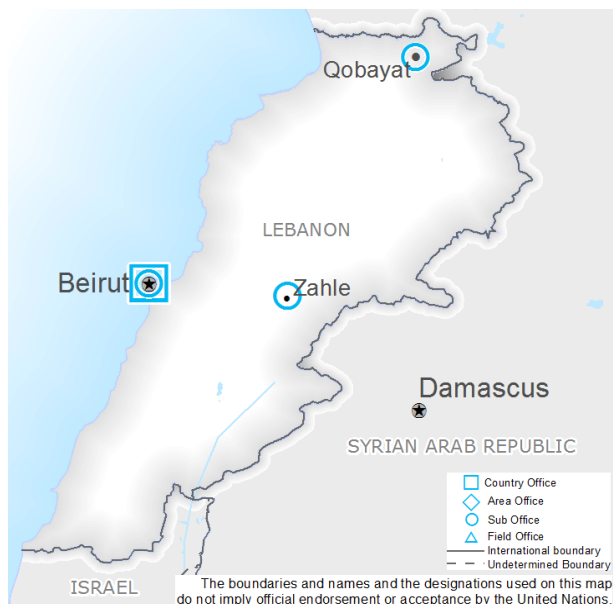 Qobayat
LEBANON
Beirut
Zahle
Damascus
SYRIAN ARAB REPUBLIC
Country Office
Area Office
Sub Office
Field Office
International boundary
Undetermined Boundary
ISRAEL
The boundaries and names and the designations used on this map
do not imply official endorsement or acceptance by the United Nations.